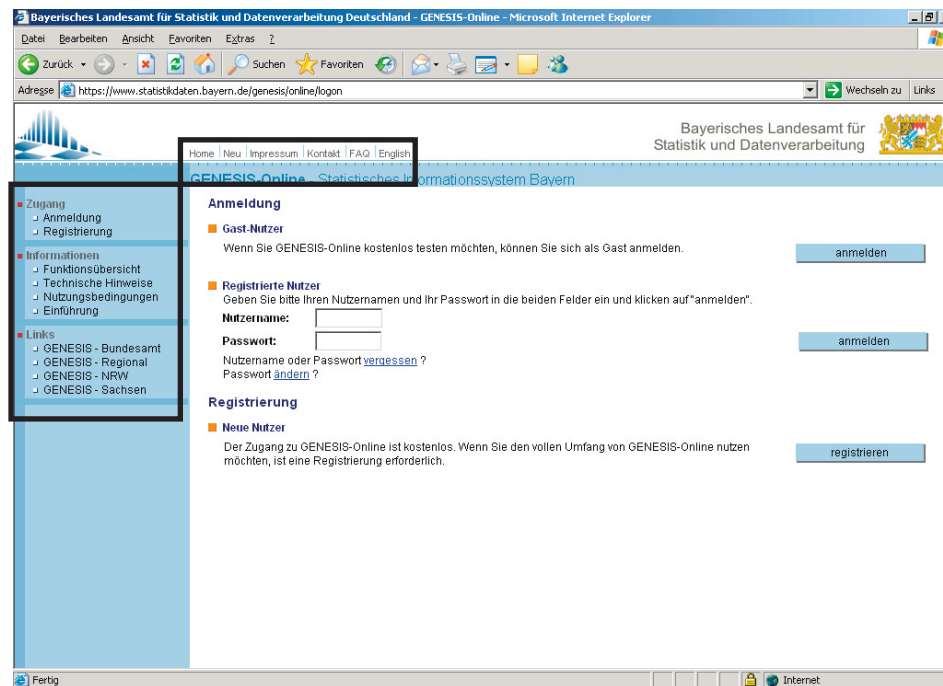 Bayerisches Landesamt für Statistik und Datenverarbeitung Deutschland - GENESIS-Online - Microsoft Internet Explorer
Datei Bearbeiten Ansicht Favoriten Extras ?
Zurück Suchen Favoriten
Adresse https://www.statistikdaten.bayern.de/genesis/online/logon Wechseln zu Links
Bayerisches Landesamt für
Statistik und Datenverarbeitung
Home Neu Impressum Kontakt FAQ English
GENESIS-Online - Statistisches Informationssystem Bayern
Zugang
Anmeldung
Registrierung
Informationen
Funktionsübersicht
Technische Hinweise
Nutzungsbedingungen
Einführung
Links
GENESIS - Bundesamt
GENESIS - Regional
GENESIS - NRW
GENESIS - Sachsen
Anmeldung
Gast-Nutzer
Wenn Sie GENESIS-Online kostenlos testen möchten, können Sie sich als Gast anmelden.
anmelden
Registrierte Nutzer
Geben Sie bitte Ihren Nutzernamen und Ihr Passwort in die beiden Felder ein und klicken auf "anmelden".
Nutzername:
Passwort:
anmelden
Nutzername oder Passwort vergessen ?
Passwort ändern ?
Registrierung
Neue Nutzer
Der Zugang zu GENESIS-Online ist kostenlos. Wenn Sie den vollen Umfang von GENESIS-Online nutzen
möchten, ist eine Registrierung erforderlich.
registrieren
Fertig Internet